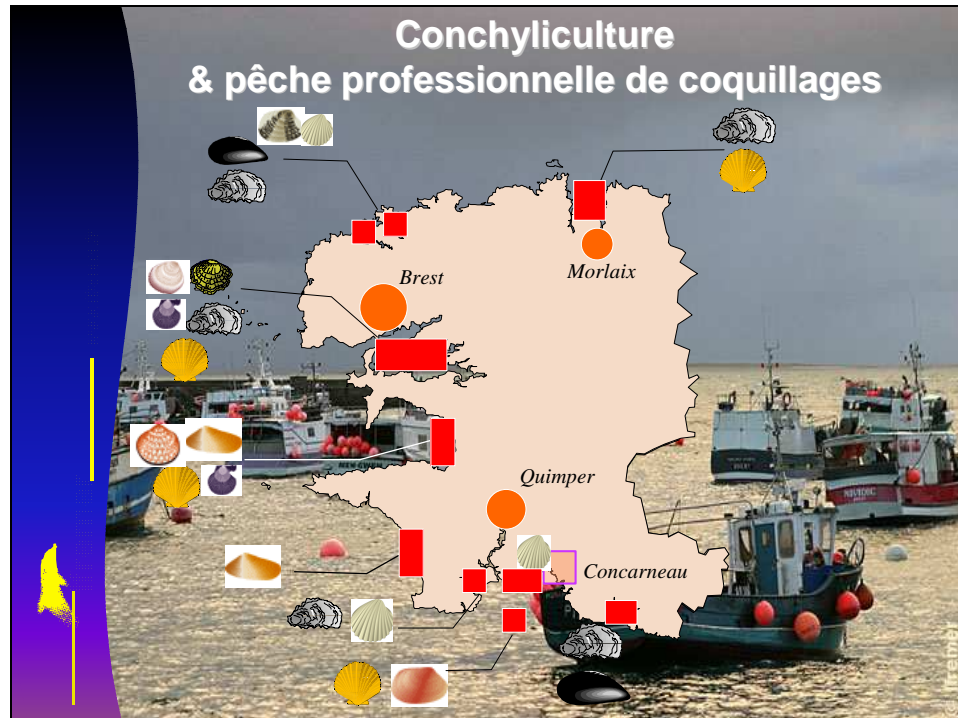 Conchyliculture
& pêche professionnelle de coquillages
Brest
Morlaix
Quimper
Concarneau
© Ifremer